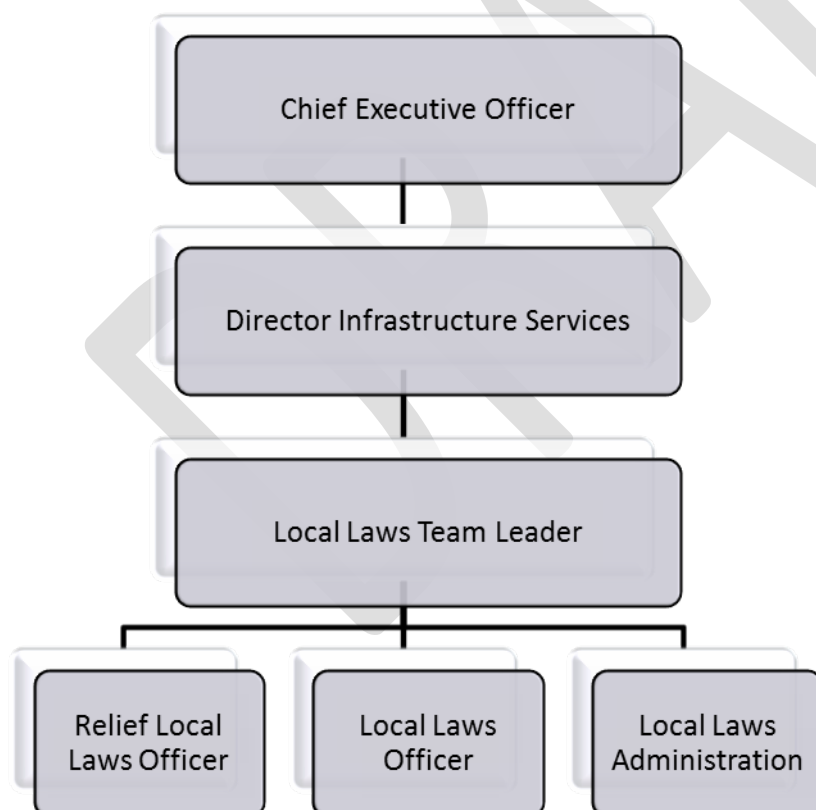 Chief Executive Officer
Director Infrastructure Services
Local Laws Team Leader
Relief Local
Laws Officer
Local Laws
Officer
Local Laws
Administration